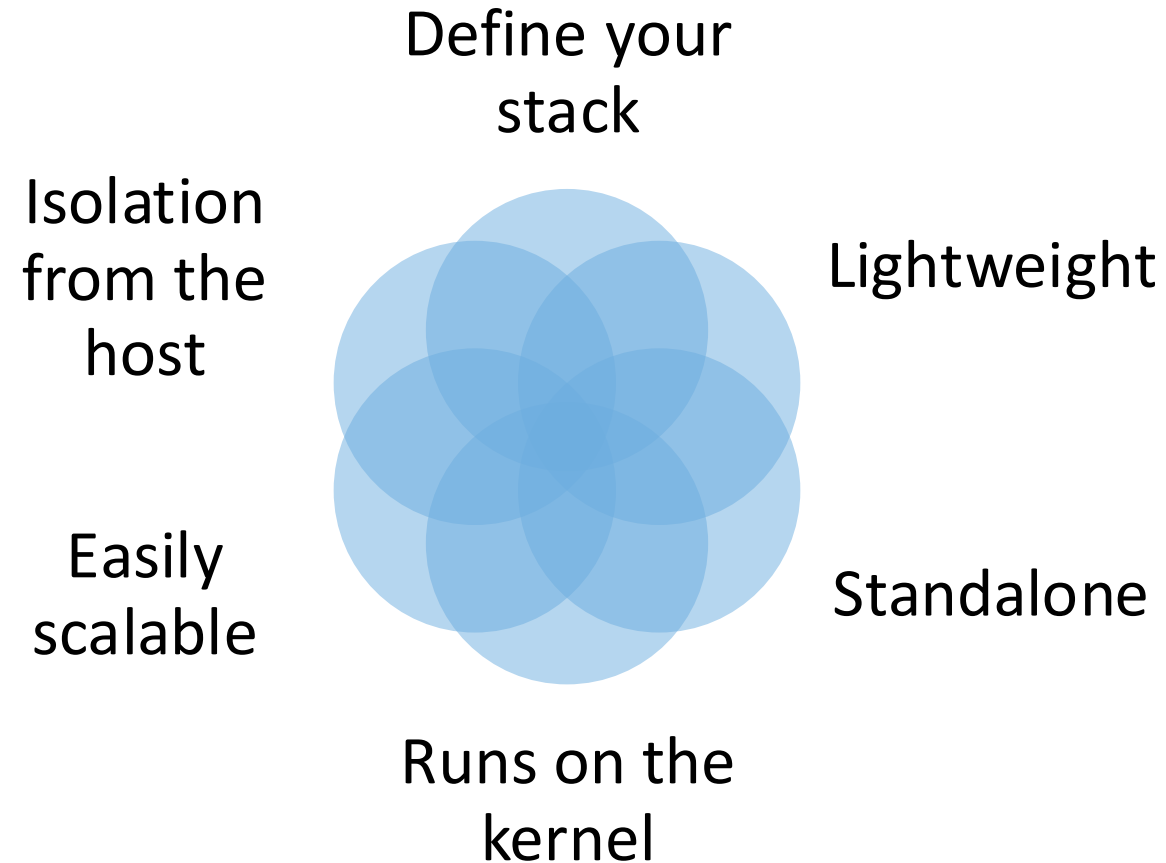 Define your
stack
Lightweight
Standalone
Runs on the
kernel
Easily
scalable
Isolation
from the
host